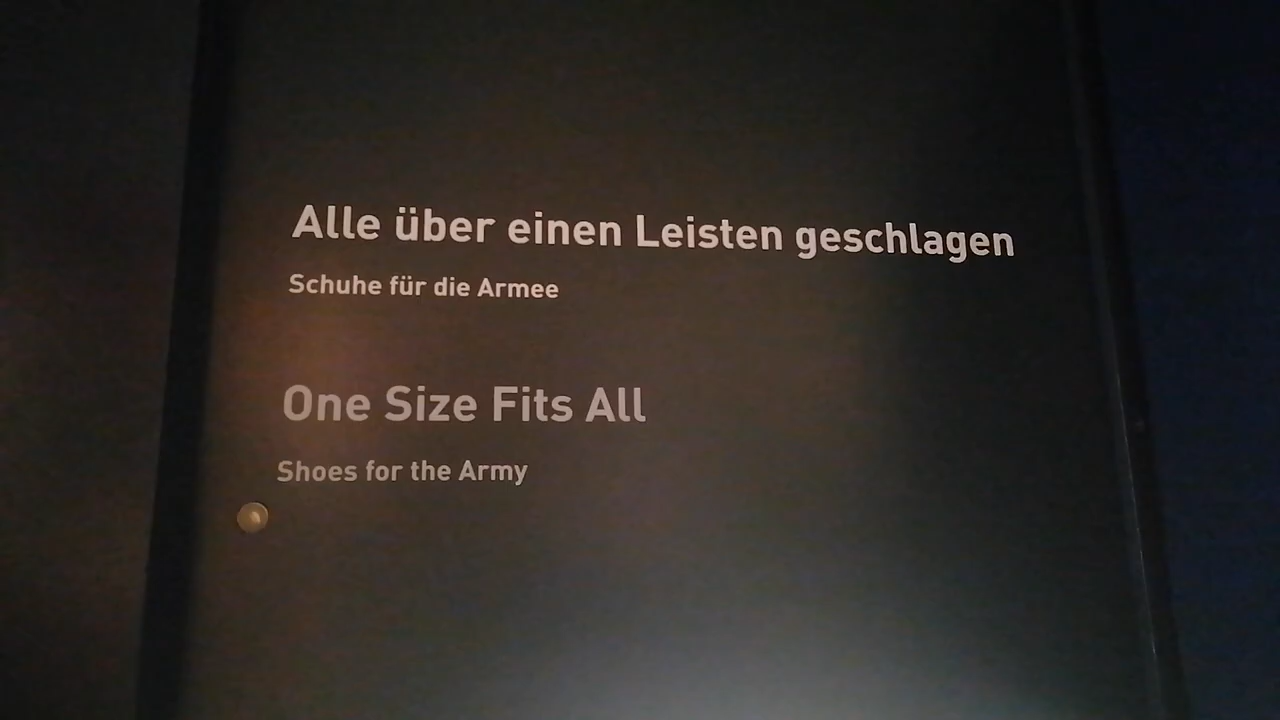 Alle über einen Leisten geschlagen
Schuhe für die Armee
One Size Fits All
Shoes for the Army